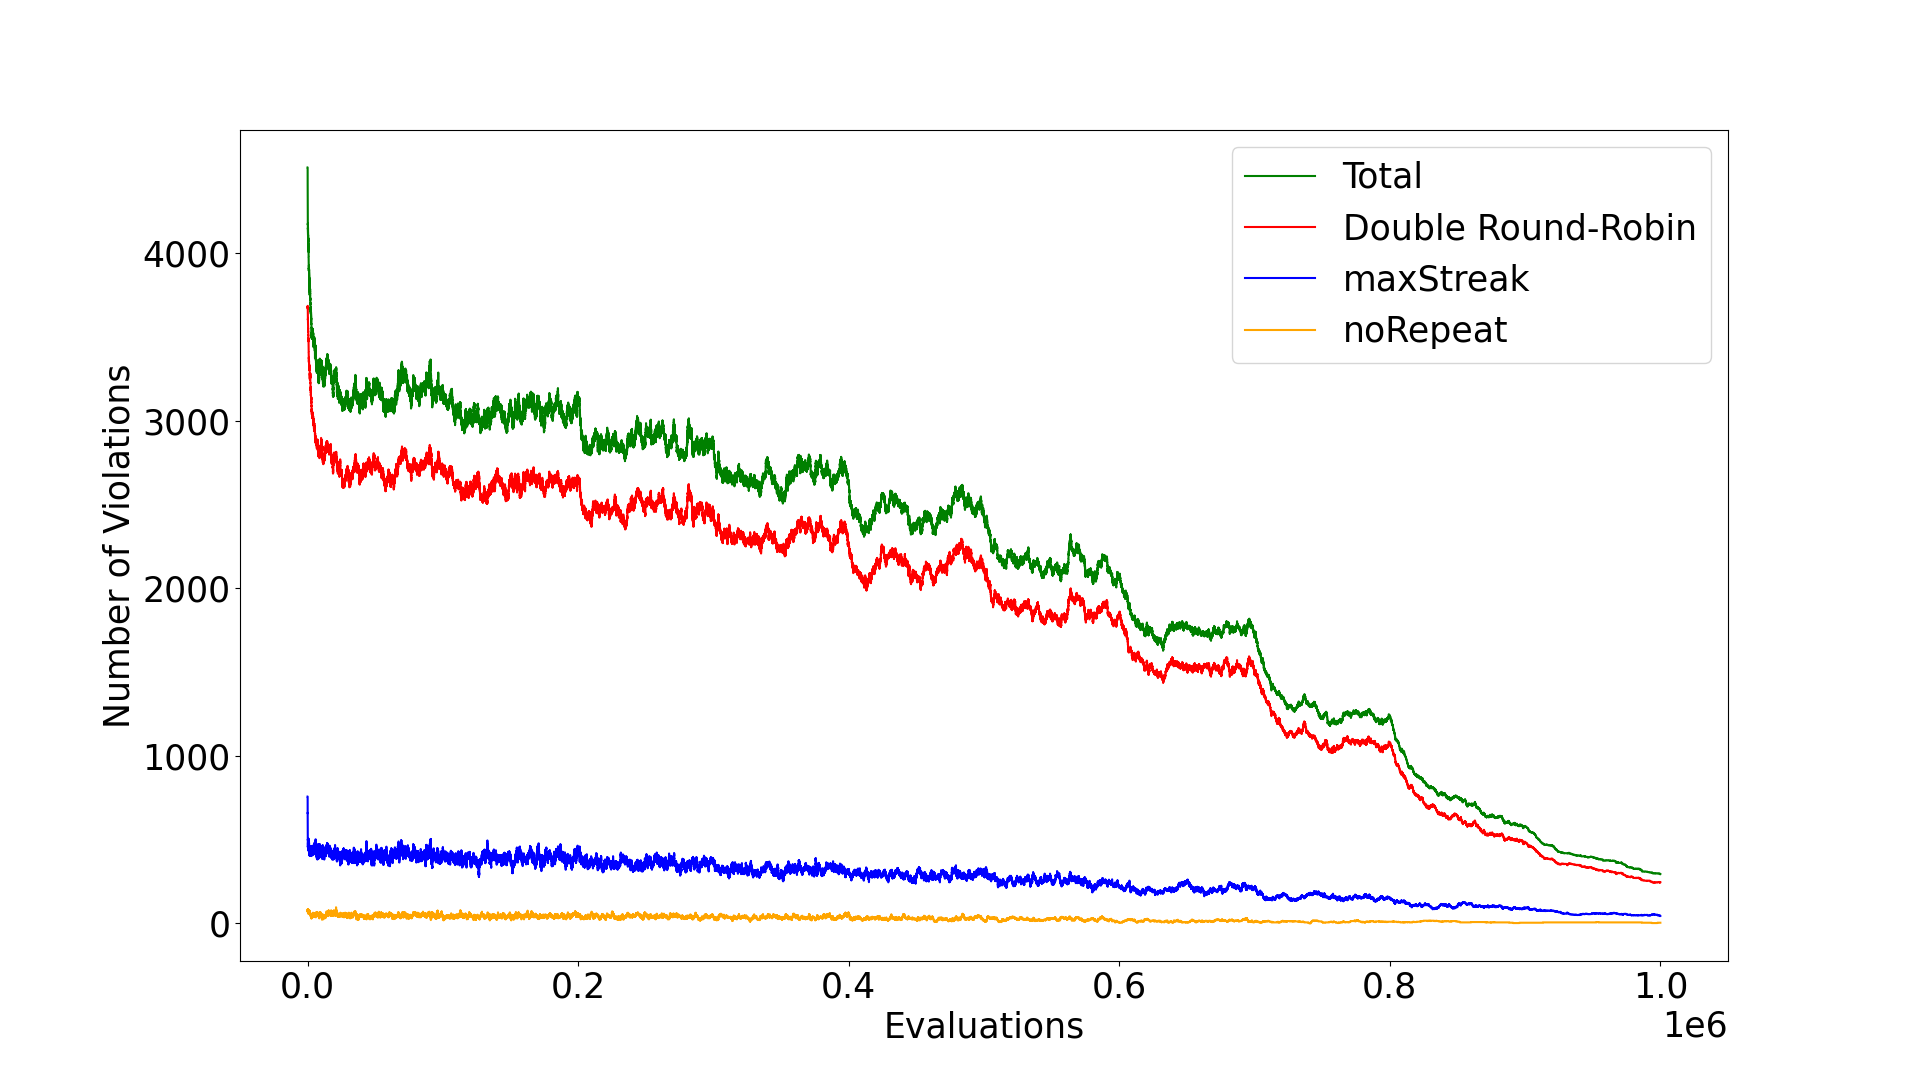 Total
Double Round-Robin
maxStreak
noRepeat
Number of Violations
4000
3000
2000
1000
0
0.0 0.2 0.4 0.6 0.8 1.0
Evaluations
1e6